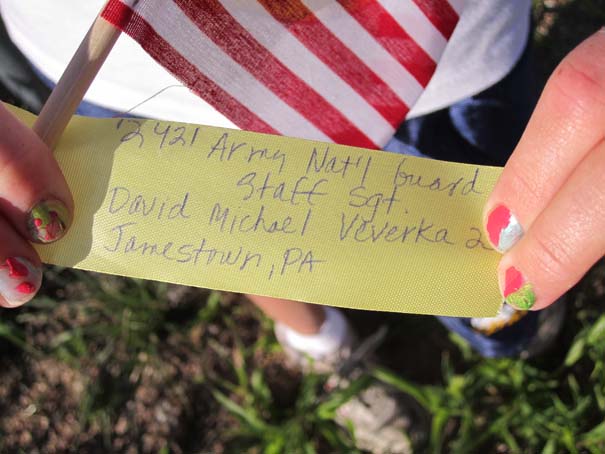 2421 Army Nat'l Guard
Staff Sgt.
David Michael Veverka 2
Jamestown, PA